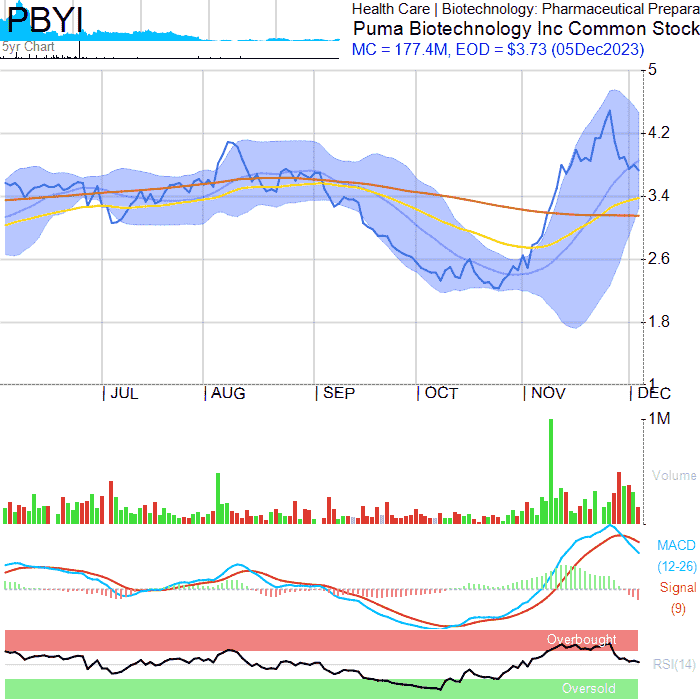 PBYI
Health Care | Biotechnology: Pharmaceutical Prepara
Puma Biotechnology Inc Common Stock
MC = 177.4M, EOD = $3.73 (05Dec2023)
5yr Chart
5
4.2
3.4
2.6
1.8
1
JUL AUG SEP OCT NOV DEC
1M
Volume
MACD
(12-26)
Signal
(9)
Overbought
RSI(14)
Oversold